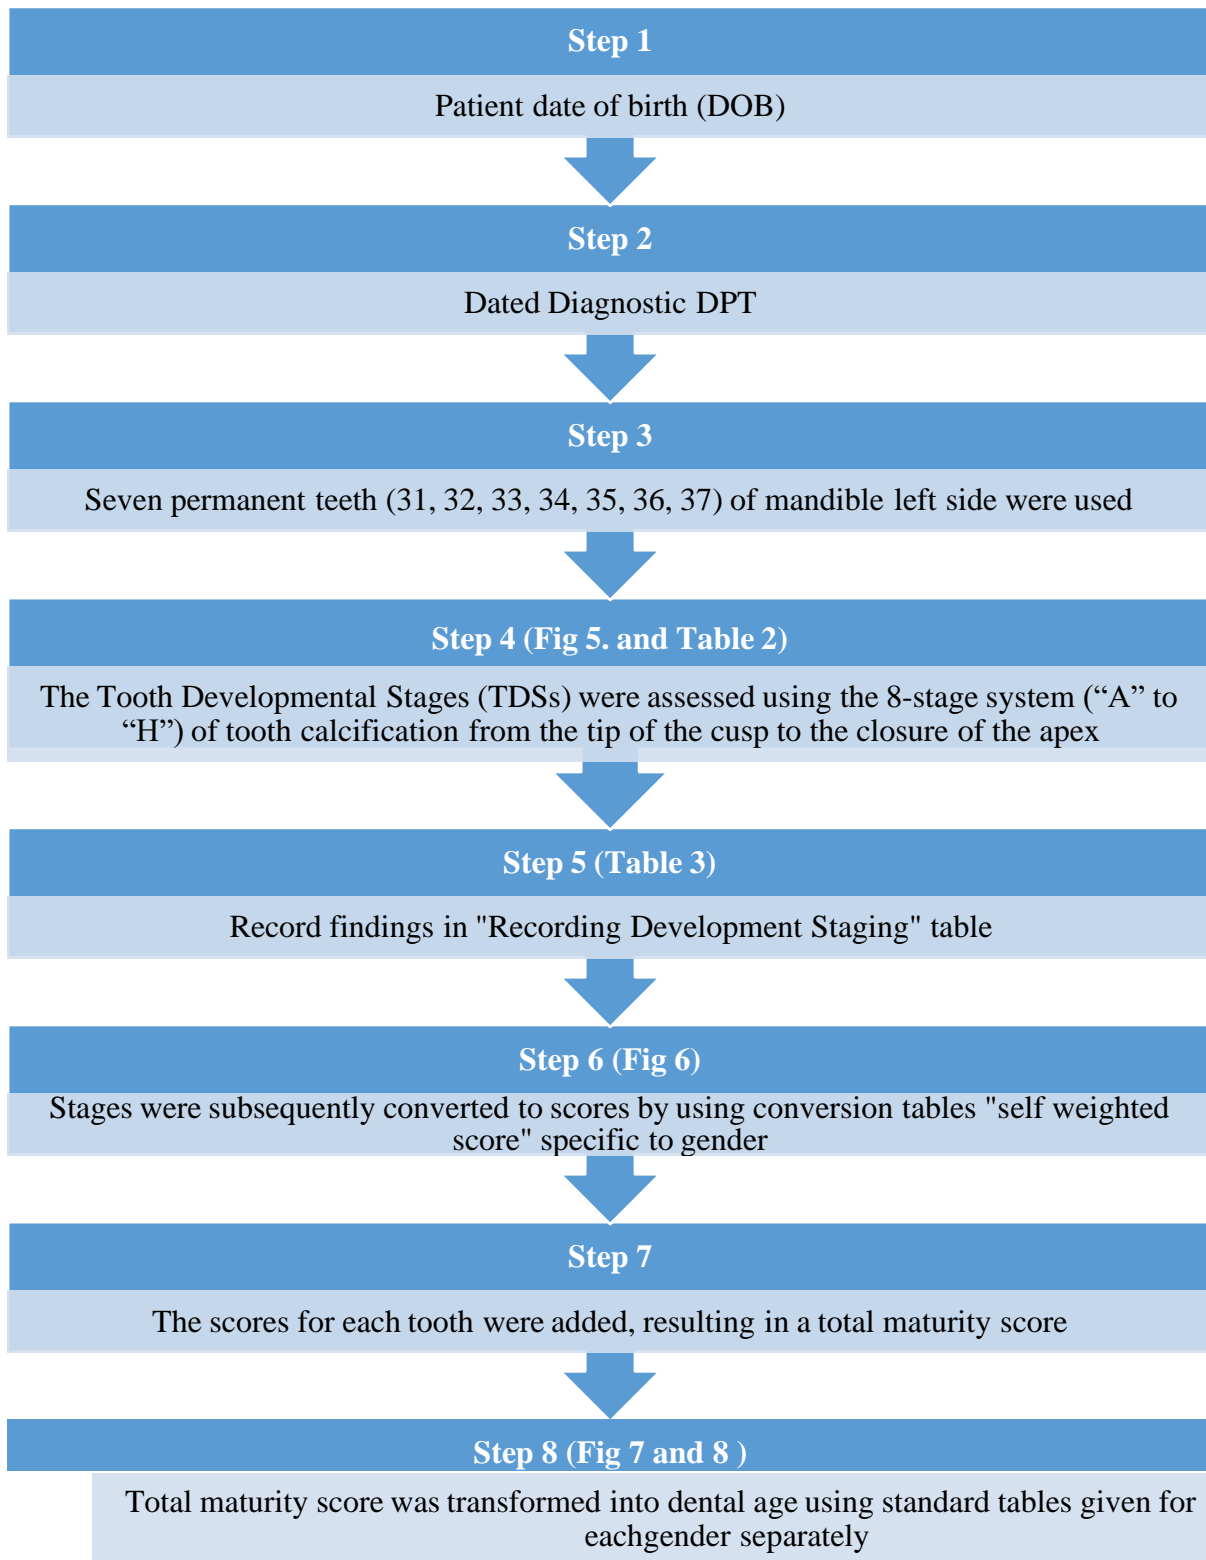 Step 1
Patient date of birth (DOB)
Step 2
Dated Diagnostic DPT
Step 3
Seven permanent teeth (31, 32, 33, 34, 35, 36, 37) of mandible left side were used
Step 4 (Fig 5. and Table 2)
The Tooth Developmental Stages (TDSs) were assessed using the 8-stage system (“A” to
“H”) of tooth calcification from the tip of the cusp to the closure of the apex
Step 5 (Table 3)
Record findings in "Recording Development Staging" table
Step 6 (Fig 6)
Stages were subsequently converted to scores by using conversion tables "self weighted
score" specific to gender
Step 7
The scores for each tooth were added, resulting in a total maturity score
Step 8 (Fig 7 and 8 )
Total maturity score was transformed into dental age using standard tables given for
eachgender separately